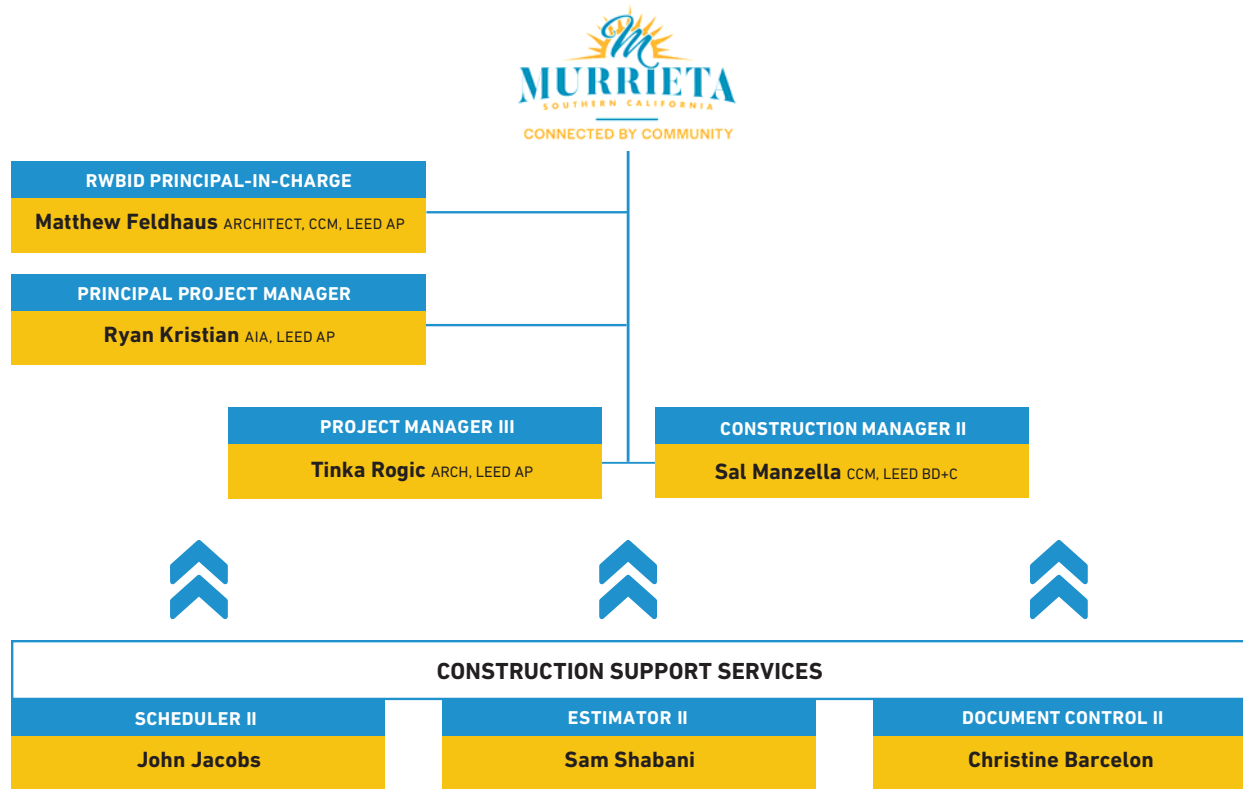 M
MURRIETA
SOUTHERN CALIFORNIA
CONNECTED BY COMMUNITY
RWBID PRINCIPAL-IN-CHARGE
Matthew Feldhaus ARCHITECT, CCM, LEED AP
PRINCIPAL PROJECT MANAGER
Ryan Kristian AIA, LEED AP
PROJECT MANAGER III
Tinka Rogic ARCH, LEED AP
CONSTRUCTION MANAGER II
Sal Manzella CCM, LEED BD+C
CONSTRUCTION SUPPORT SERVICES
SCHEDULER II
John Jacobs
ESTIMATOR II
Sam Shabani
DOCUMENT CONTROL II
Christine Barcelon